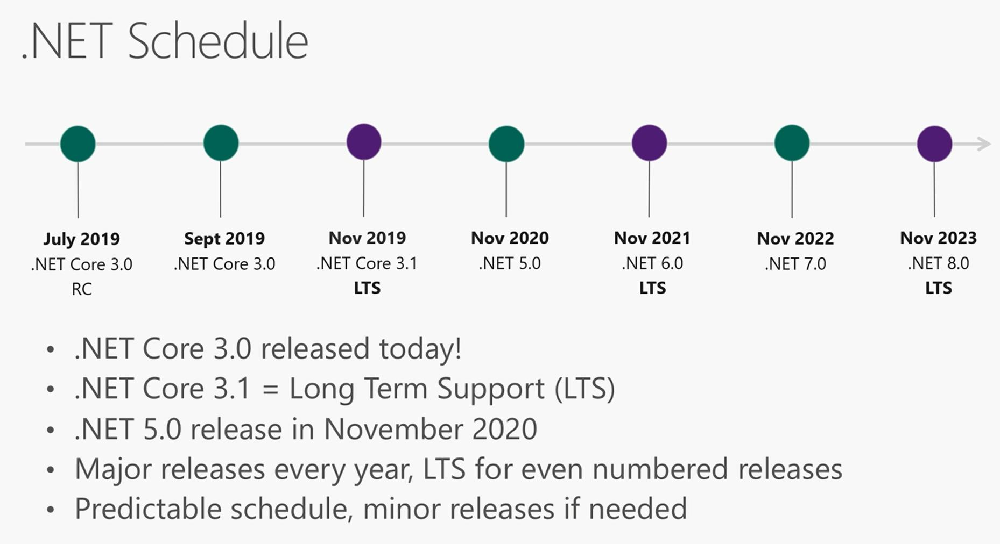 .NET Schedule
July 2019
.NET Core 3.0
RC
Sept 2019
.NET Core 3.0
Nov 2019
.NET Core 3.1
LTS
Nov 2020
.NET 5.0
Nov 2021
.NET 6.0
LTS
Nov 2022
.NET 7.0
Nov 2023
.NET 8.0
LTS
• .NET Core 3.0 released today!
• .NET Core 3.1 = Long Term Support (LTS)
• .NET 5.0 release in November 2020
• Major releases every year, LTS for even numbered releases
• Predictable schedule, minor releases if needed